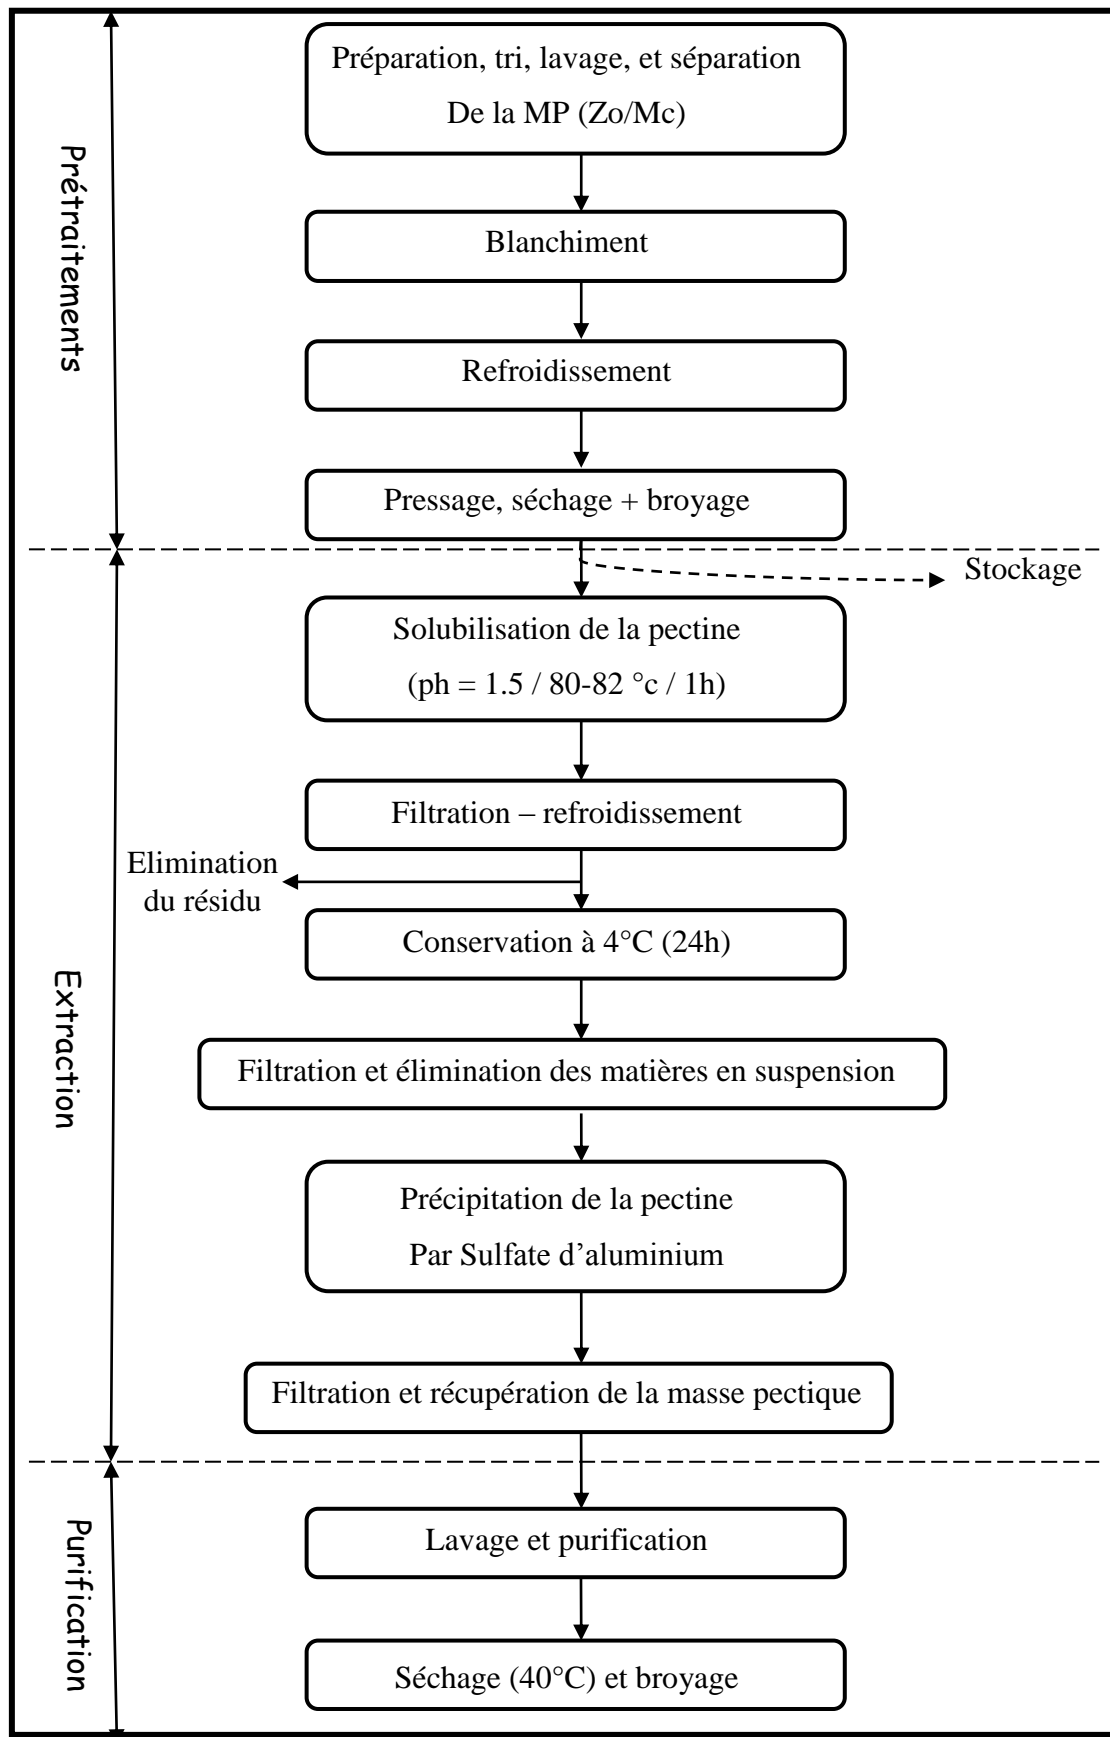 Prétraitements
Préparation, tri, lavage, et séparation
De la MP (Zo/Mc)
Blanchiment
Refroidissement
Pressage, séchage + broyage
Stockage
Extraction
Solubilisation de la pectine
(ph = 1.5 / 80-82 °c / 1h)
Filtration – refroidissement
Elimination
du résidu
Conservation à 4°C (24h)
Filtration et élimination des matières en suspension
Précipitation de la pectine
Par Sulfate d’aluminium
Filtration et récupération de la masse pectique
Purification
Lavage et purification
Séchage (40°C) et broyage